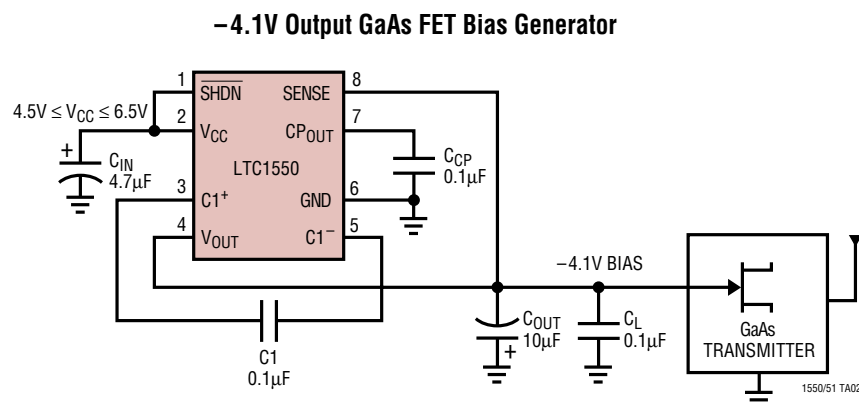 –4.1V Output GaAs FET Bias Generator
4.5V ≤ VCC ≤ 6.5V
1
2
3
4
SHDN
VCC
C1+
VOUT
LTC1550
SENSE
CPOUT
GND
C1–
8
7
6
5
+
CIN
4.7µF
CCP
0.1µF
C1
0.1µF
–4.1V BIAS
COUT
10µF
+
CL
0.1µF
GaAs
TRANSMITTER
1550/51 TA02